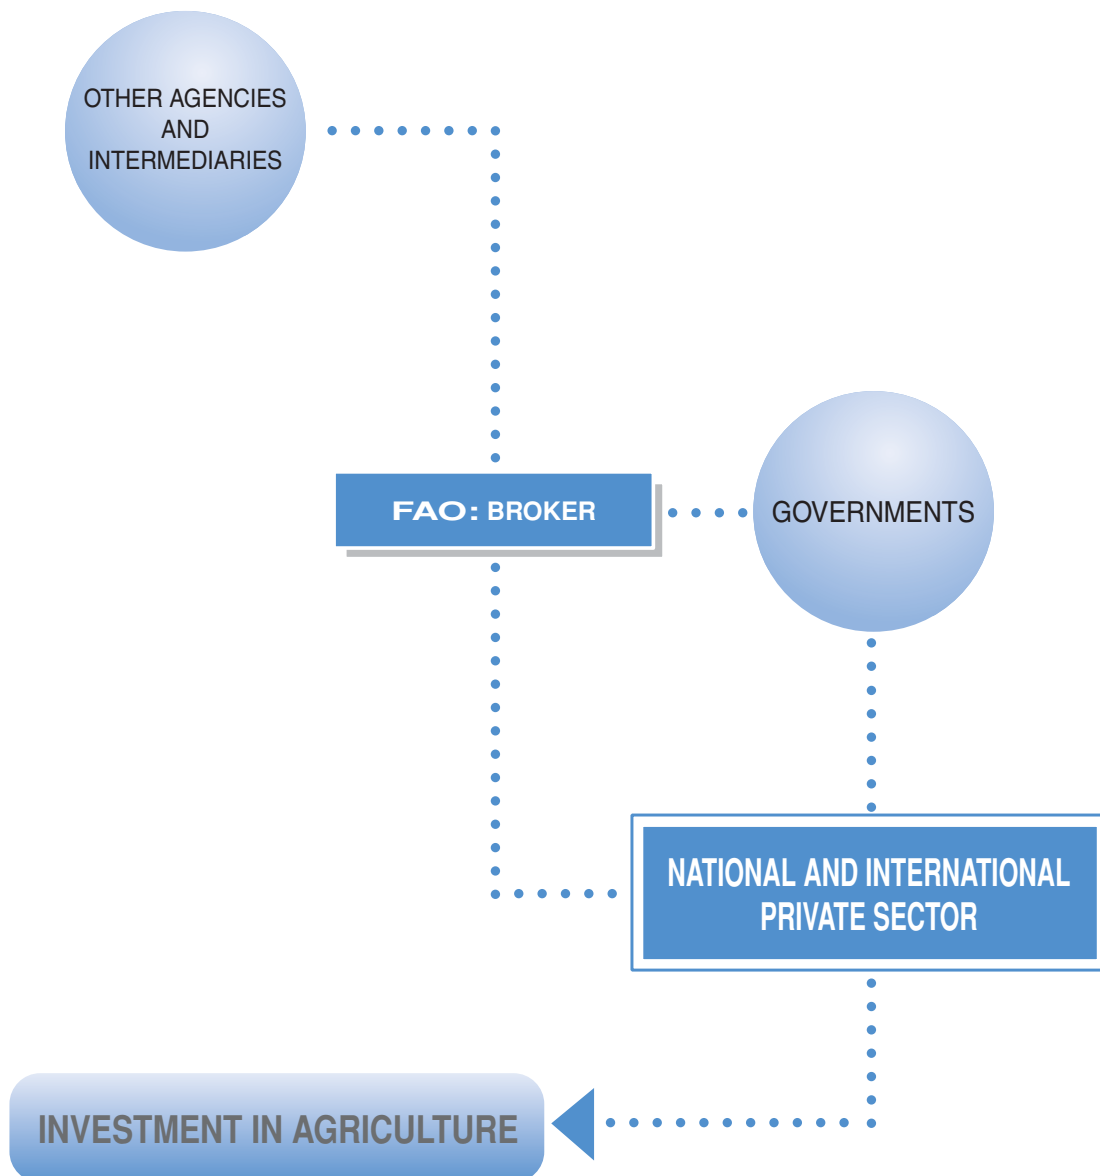 OTHER AGENCIES
AND
INTERMEDIARIES
FAO: BROKER
GOVERNMENTS
NATIONAL AND INTERNATIONAL
PRIVATE SECTOR
INVESTMENT IN AGRICULTURE